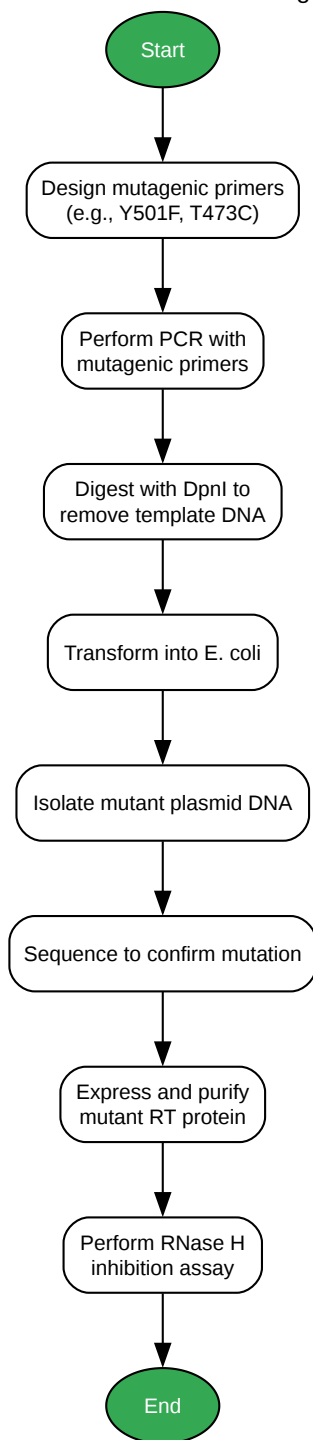 Start
Design mutagenic primers
(e.g., Y501F, T473C)
Perform PCR with
mutagenic primers
Digest with DpnI to
remove template DNA
Transform into E. coli
Isolate mutant plasmid DNA
Sequence to confirm mutation
Express and purify
mutant RT protein
Perform RNase H
inhibition assay
End